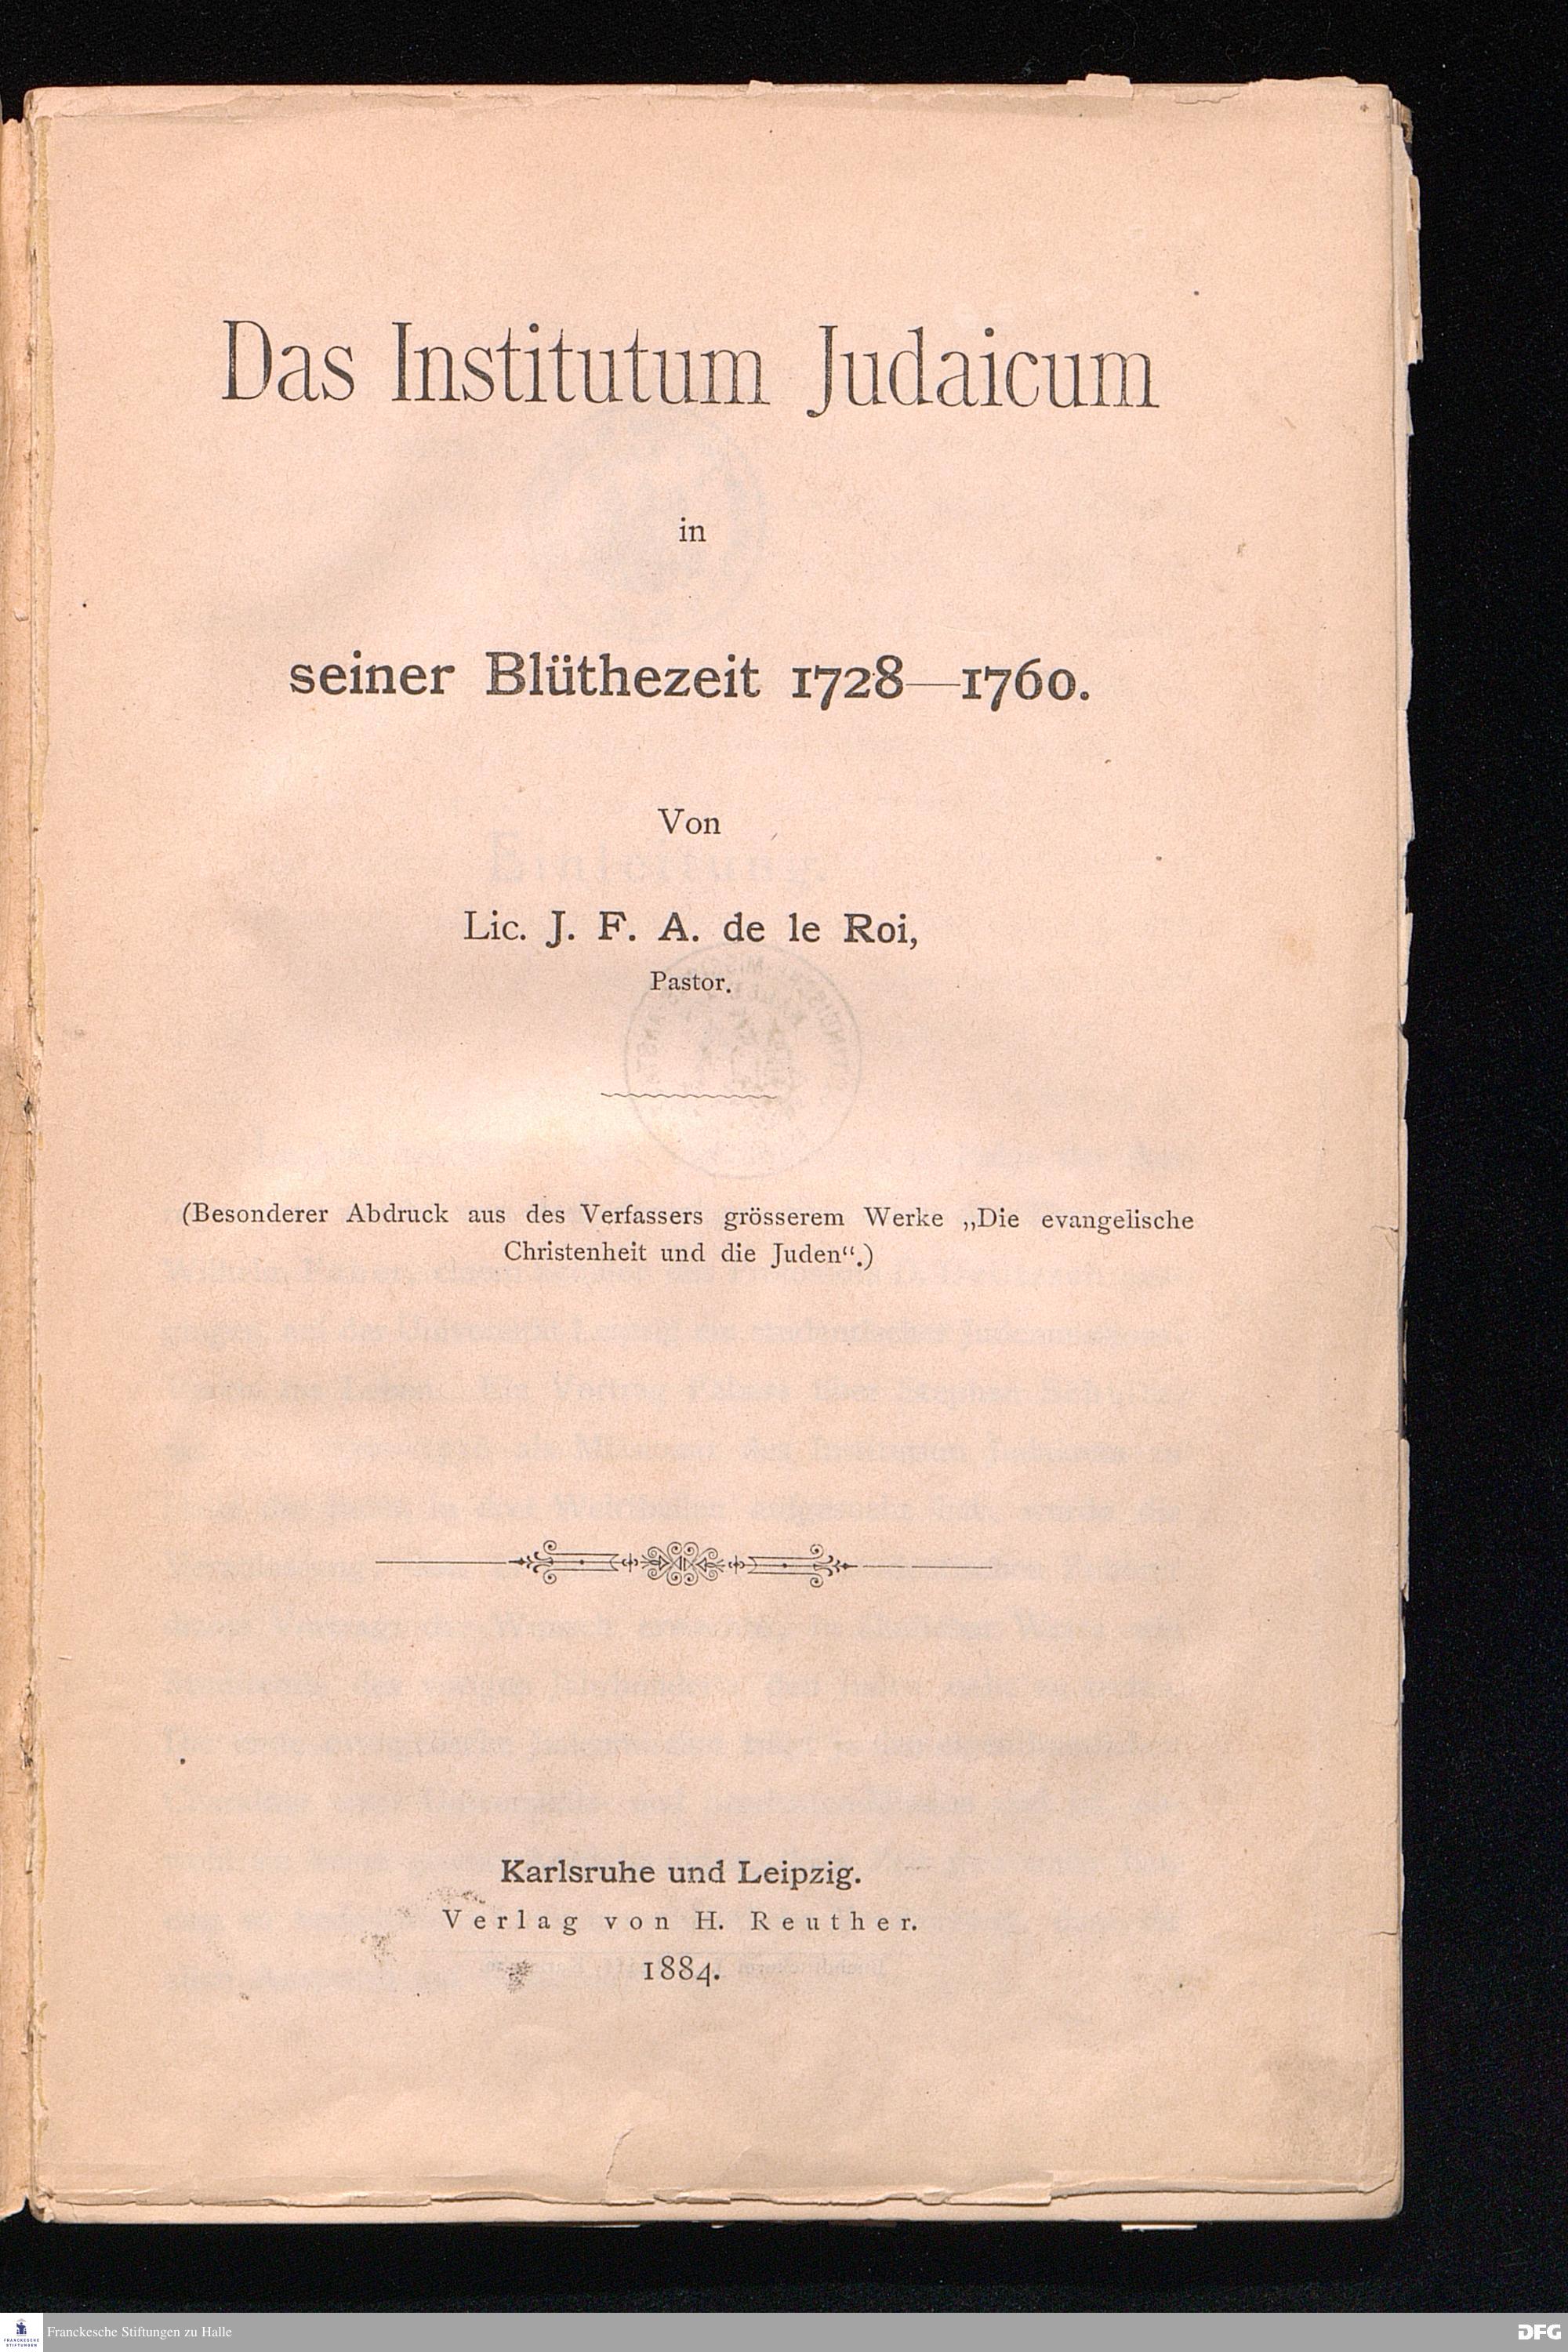 Das Institutum Judaicum
in
seiner Blüthezeit 1728—1760.
Von
Lic. J. F. A. de le Roi,
Pastor.
(Besonderer Abdruck aus des Verfassers grösserem Werke „Die evangelische
Christenheit und die Juden“.)
Karlsruhe und Leipzig.
Verlag von H. Reuther.
1884.
FRANCKESCHE
STIFTUNGEN
Franckesche Stiftungen zu Halle
DFG